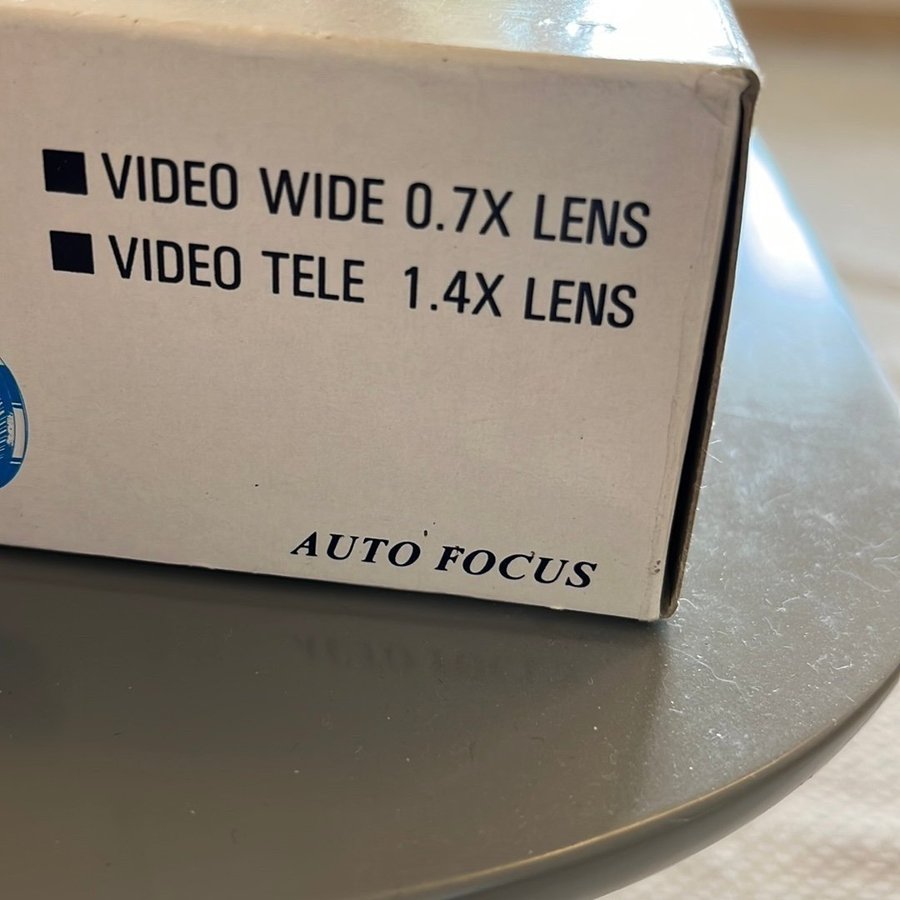 ■ VIDEO WIDE 0.7X LENS
■ VIDEO TELE 1.4X LENS
AUTO FOCUS